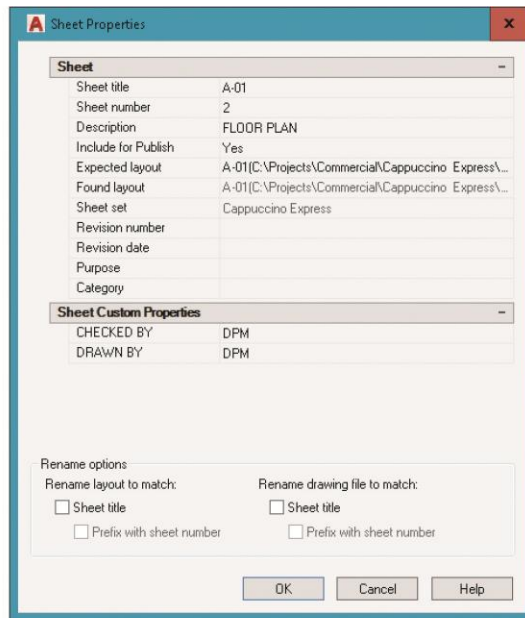 A Sheet Properties x
Sheet –
Sheet title A-01
Sheet number 2
Description FLOOR PLAN
Include for Publish Yes
Expected layout A-01(C:\Projects\Commercial\Cappuccino Express\...
Found layout A-01(C:\Projects\Commercial\Cappuccino Express\...
Sheet set Cappuccino Express
Revision number
Revision date
Purpose
Category
Sheet Custom Properties –
CHECKED BY DPM
DRAWN BY DPM
Rename options
Rename layout to match: Rename drawing file to match:
Sheet title Sheet title
Prefix with sheet number Prefix with sheet number
OK Cancel Help